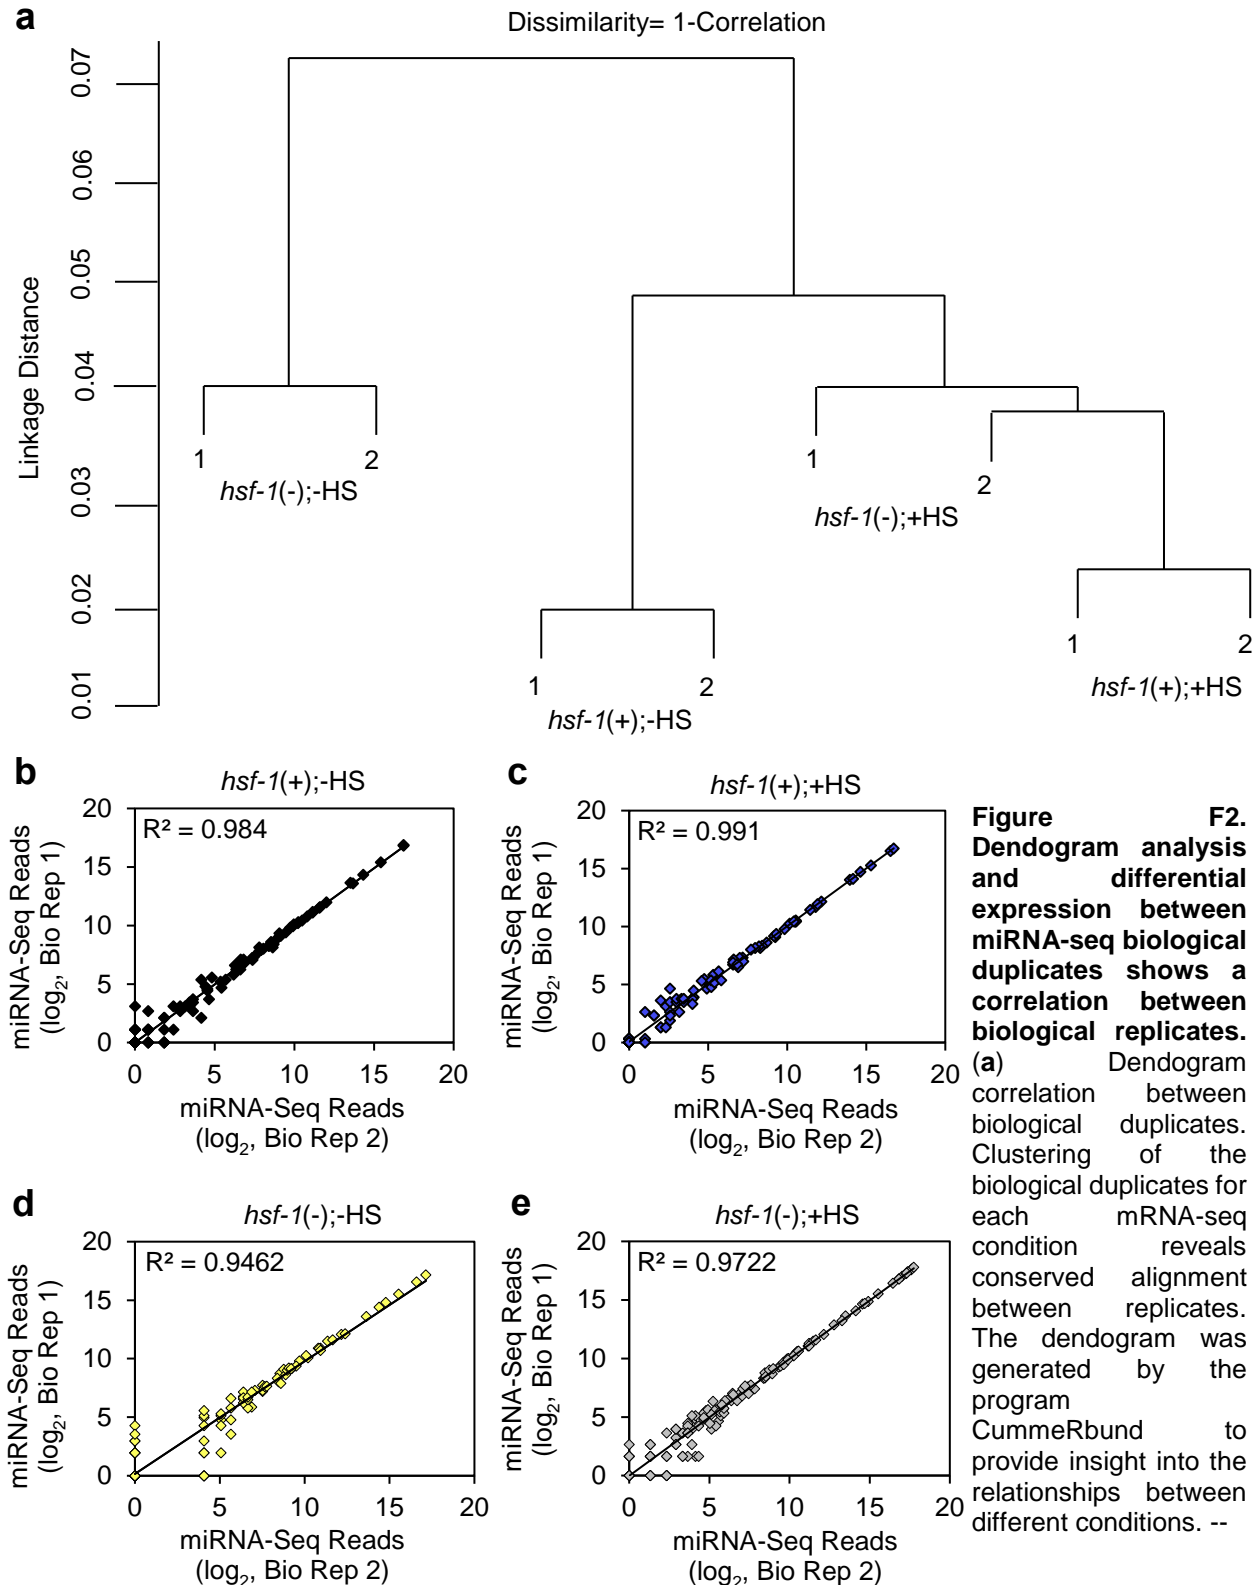 a
Dissimilarity= 1-Correlation
Linkage Distance
0.07
0.06
0.05
0.04
0.03
0.02
0.01
1 2
hsf-1(-);-HS
1 2
hsf-1(+);-HS
1
2
hsf-1(-);+HS
1 2
hsf-1(+);+HS
b
hsf-1(+);-HS
R² = 0.984
miRNA-Seq Reads
(log2, Bio Rep 1)
20
15
10
5
0
0 5 10 15 20
miRNA-Seq Reads
(log2, Bio Rep 2)
c
hsf-1(+);+HS
R² = 0.991
miRNA-Seq Reads
(log2, Bio Rep 1)
20
15
10
5
0
0 5 10 15 20
miRNA-Seq Reads
(log2, Bio Rep 2)
d
hsf-1(-);-HS
R² = 0.9462
miRNA-Seq Reads
(log2, Bio Rep 1)
20
15
10
5
0
0 5 10 15 20
miRNA-Seq Reads
(log2, Bio Rep 2)
e
hsf-1(-);+HS
R² = 0.9722
miRNA-Seq Reads
(log2, Bio Rep 1)
20
15
10
5
0
0 5 10 15 20
miRNA-Seq Reads
(log2, Bio Rep 2)
Figure F2.
Dendogram analysis
and differential
expression between
miRNA-seq biological
duplicates shows a
correlation between
biological replicates.
(a) Dendogram
correlation between
biological duplicates.
Clustering of the
biological duplicates for
each mRNA-seq
condition reveals
conserved alignment
between replicates.
The dendogram was
generated by the
program
CummeRbund to
provide insight into the
relationships between
different conditions. --